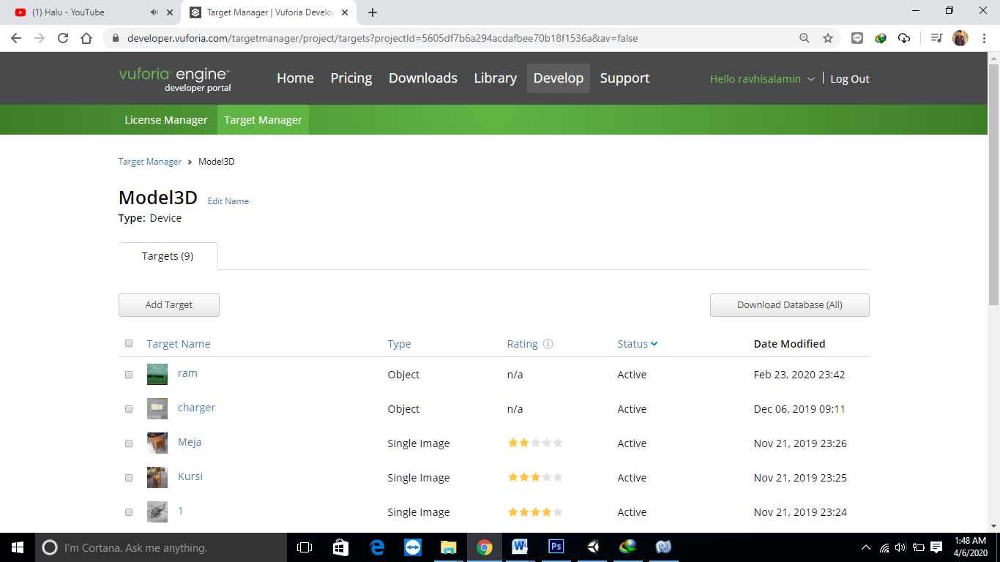 (1) Halu - YouTube
Target Manager | Vuforia Develop
developer.vuforia.com/targetmanager/project/targets?projectId=5605df7b6a294acdafbee70b18f1536a&av=false
vuforia® engine™
developer portal
Home Pricing Downloads Library Develop Support
Hello ravhisalamin | Log Out
License Manager Target Manager
Target Manager > Model3D
Model3D Edit Name
Type: Device
Targets (9)
Add Target Download Database (All)
Target Name Type Rating Status Date Modified
ram Object n/a Active Feb 23, 2020 23:42
charger Object n/a Active Dec 06, 2019 09:11
Meja Single Image Active Nov 21, 2019 23:26
Kursi Single Image Active Nov 21, 2019 23:25
1 Single Image Active Nov 21, 2019 23:24
I'm Cortana. Ask me anything.
1:48 AM
4/6/2020